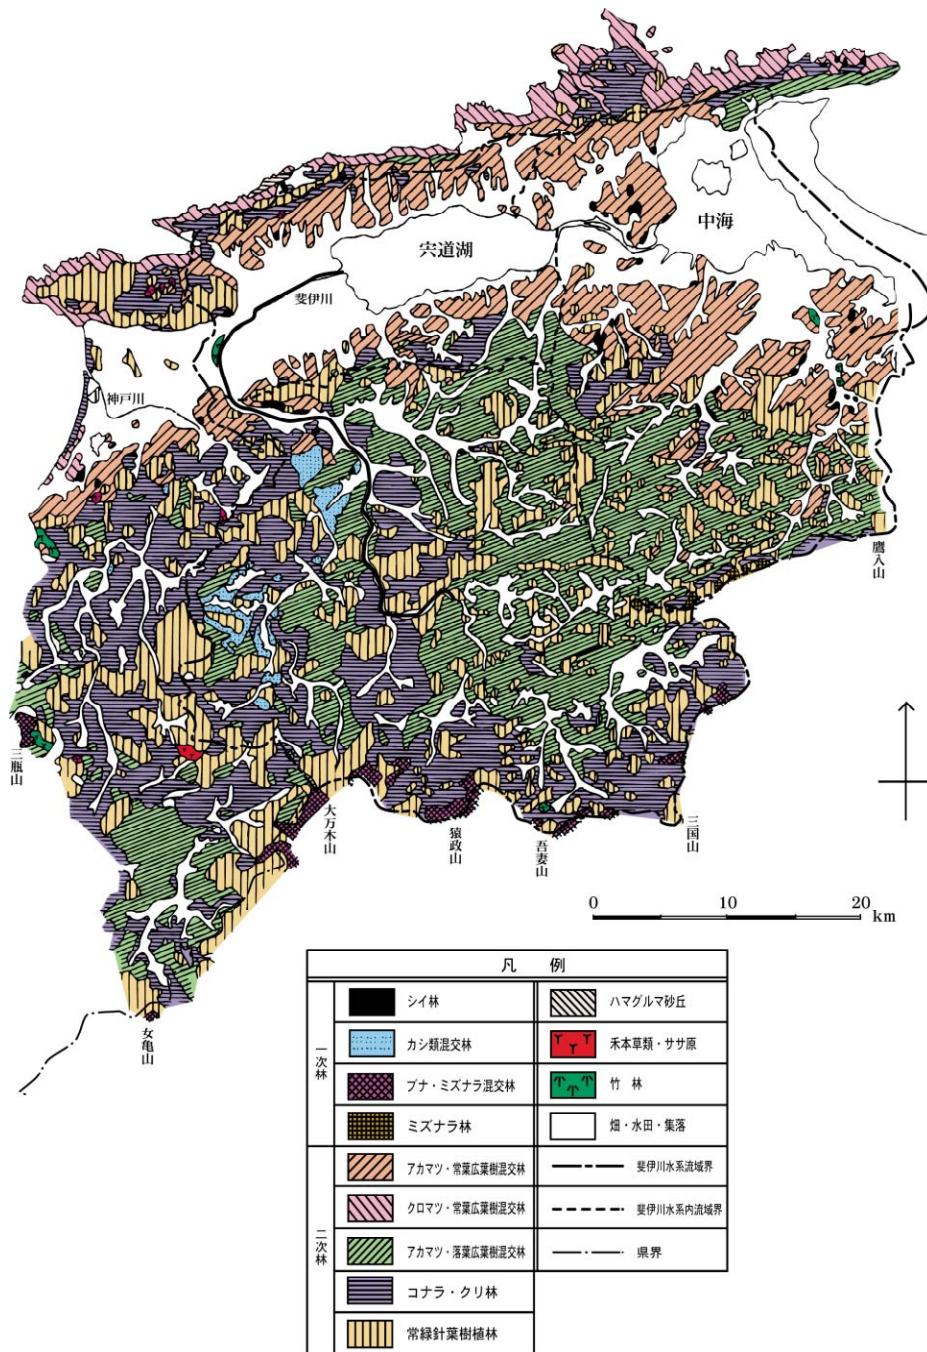 中海
宍道湖
斐伊川
神戸川
鷹入山
三瓶山
大万木山
猿政山
吾妻山
三国山
女亀山
0 10 20
km
凡 例
一次林
シイ林
カシ類混交林
ブナ・ミズナラ混交林
ミズナラ林
二次林
アカマツ・常葉広葉樹混交林
クロマツ・常葉広葉樹混交林
アカマツ・落葉広葉樹混交林
コナラ・クリ林
常緑針葉樹植林
ハマグルマ砂丘
禾本草類・ササ原
竹 林
畑・水田・集落
斐伊川水系流域界
斐伊川水系内流域界
県界